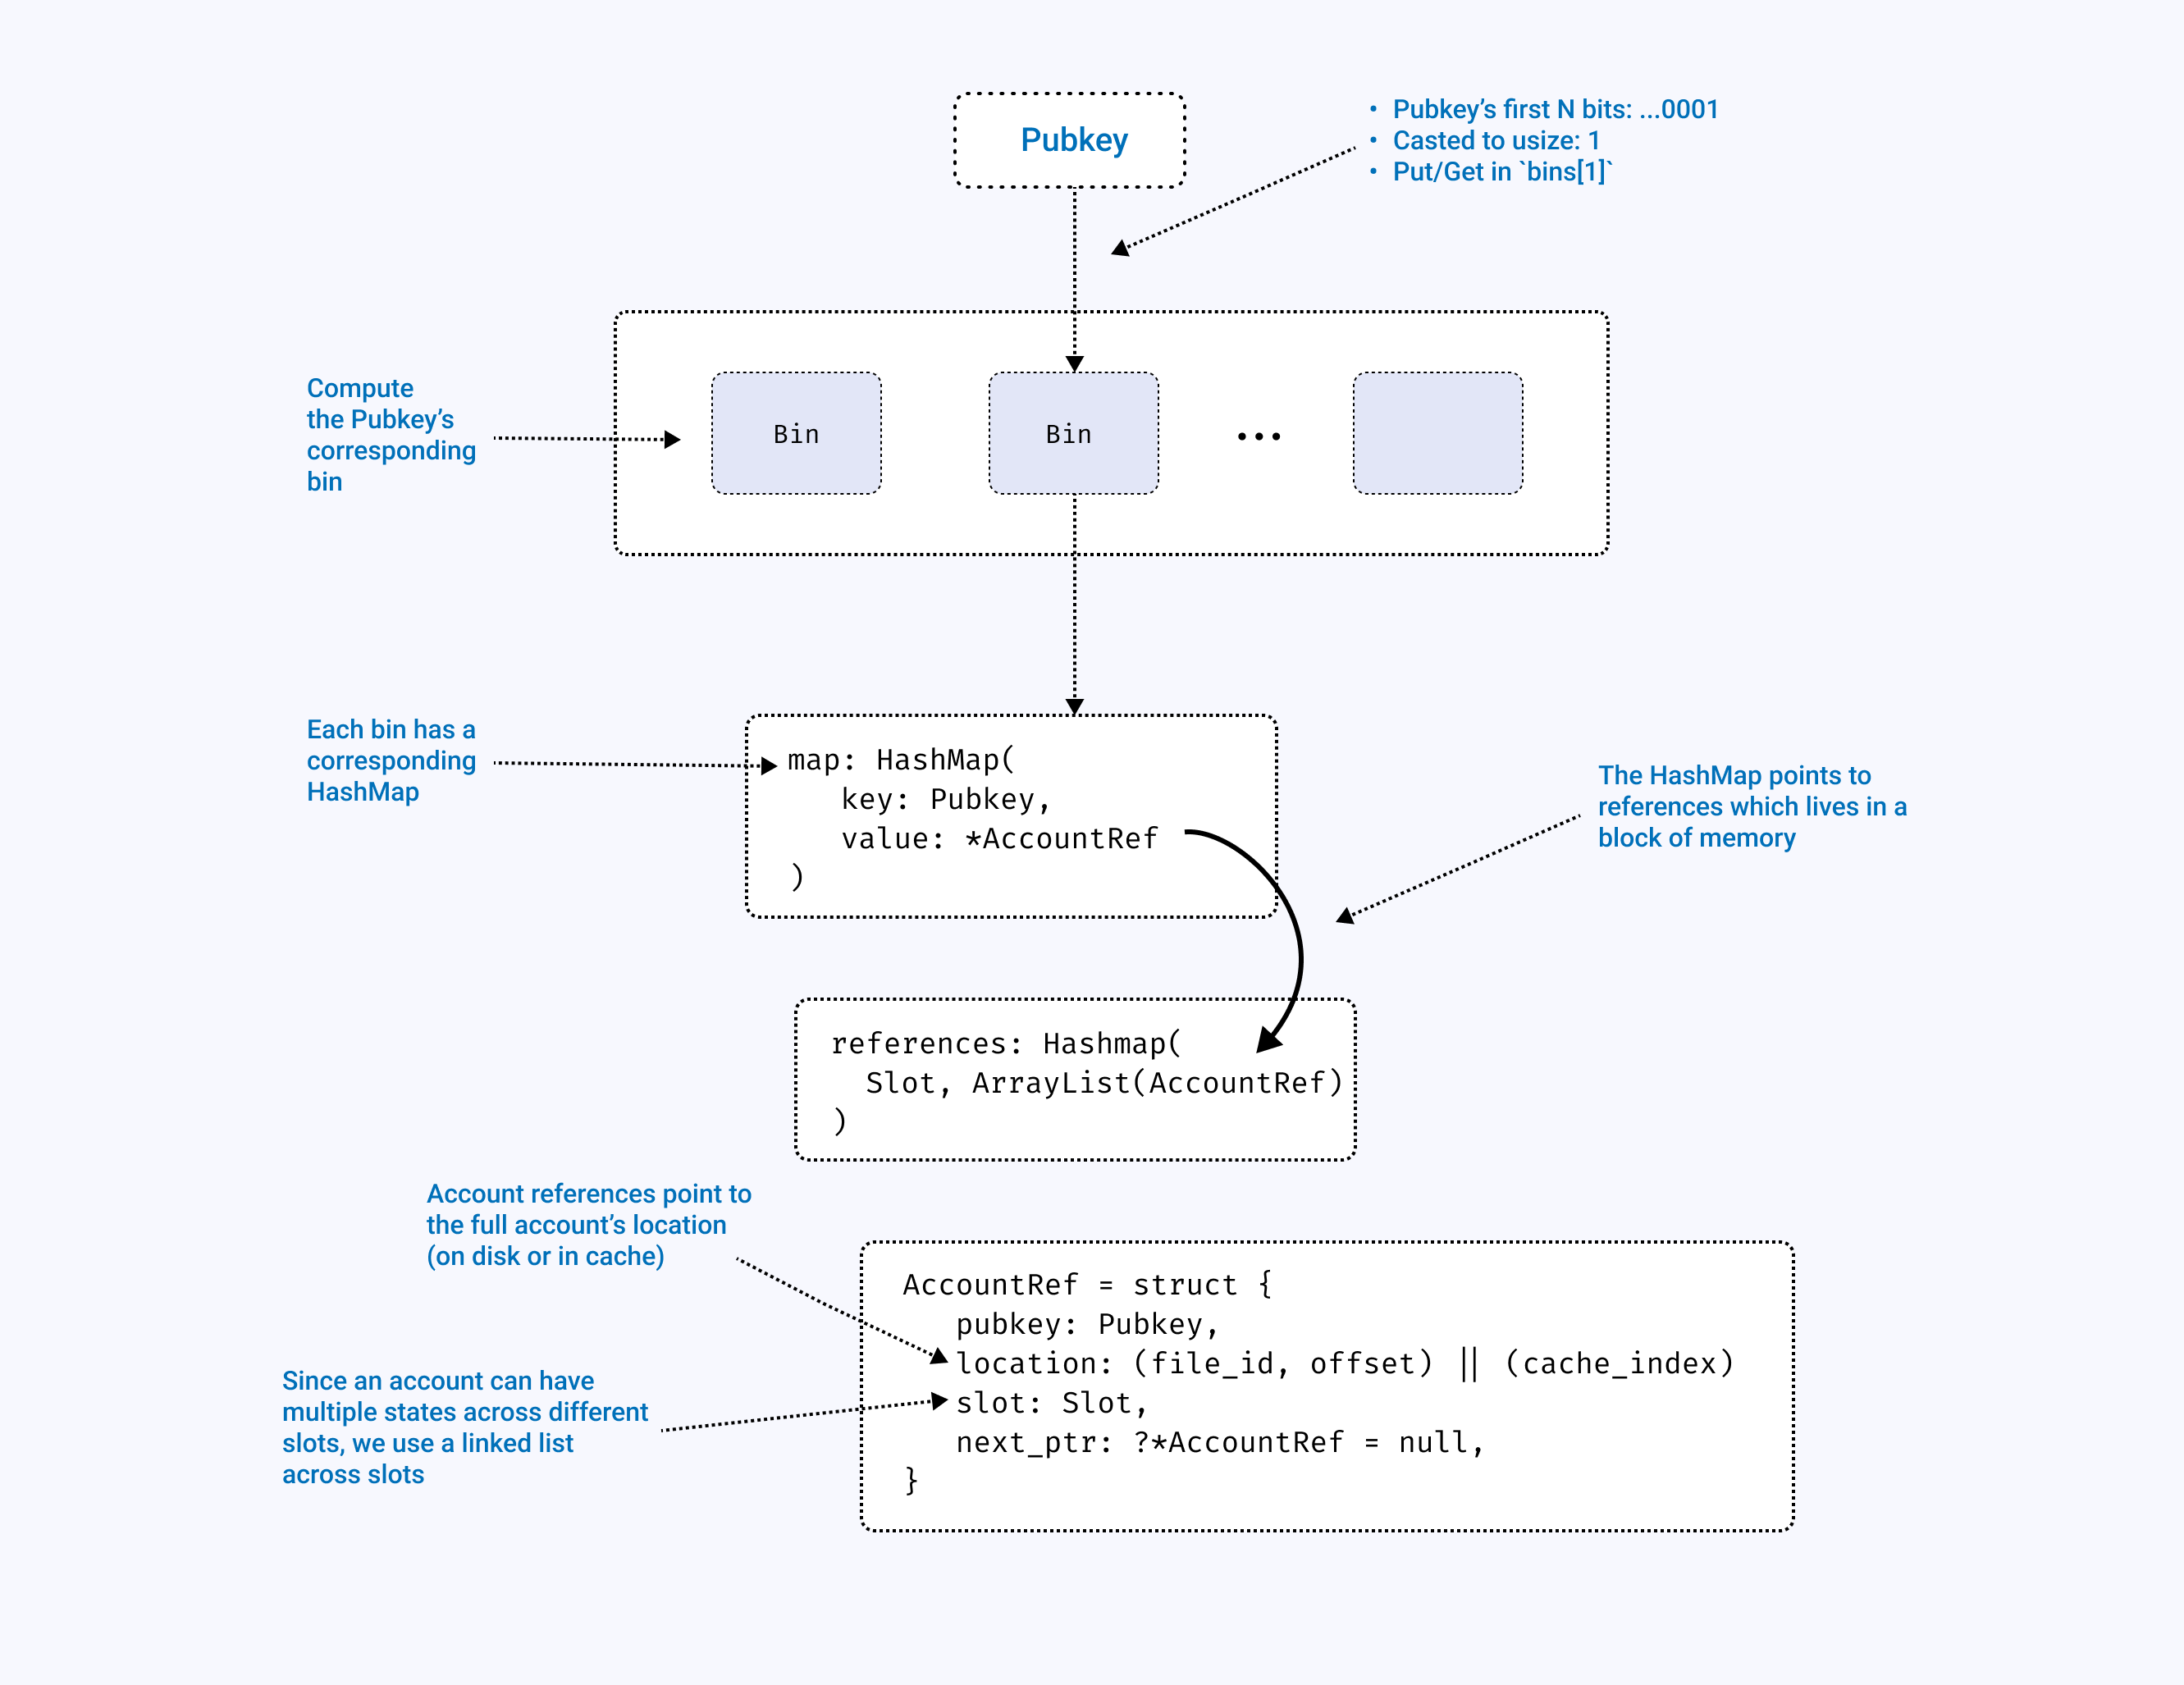 Pubkey
• Pubkey’s first N bits: ...0001
• Casted to usize: 1
• Put/Get in `bins[1]`
Compute
the Pubkey’s
corresponding
bin
Bin
Bin
...
Each bin has a
corresponding
HashMap
map: HashMap(
key: Pubkey,
value: *AccountRef
)
The HashMap points to
references which lives in a
block of memory
references: Hashmap(
Slot, ArrayList(AccountRef)
)
Account references point to
the full account’s location
(on disk or in cache)
Since an account can have
multiple states across different
slots, we use a linked list
across slots
AccountRef = struct {
pubkey: Pubkey,
location: (file_id, offset) || (cache_index)
slot: Slot,
next_ptr: ?*AccountRef = null,
}